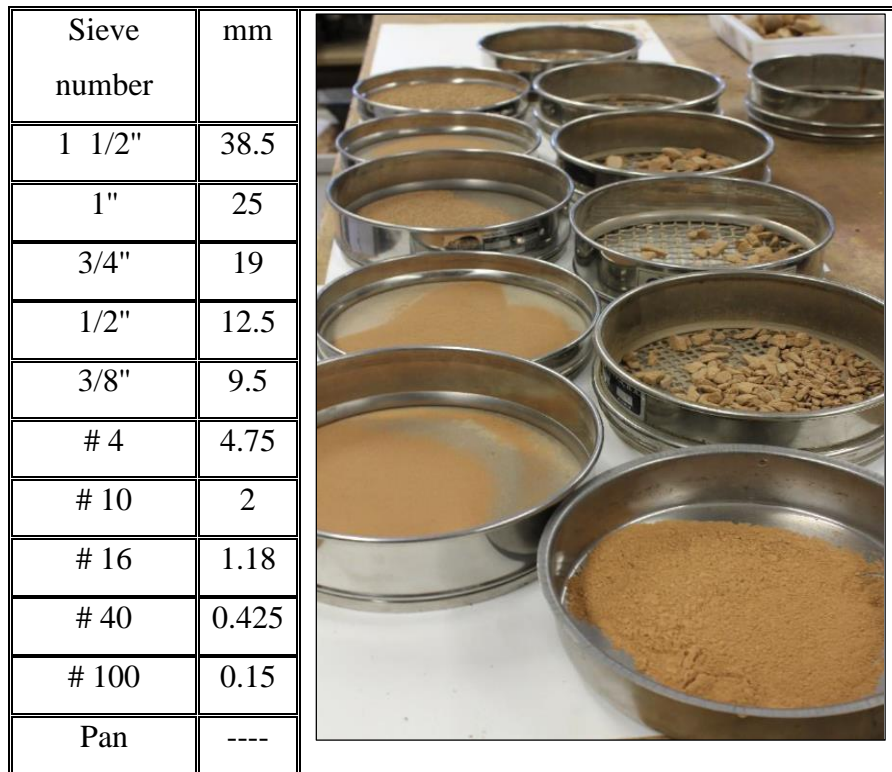 Sieve number mm
1 1/2" 38.5
1" 25
3/4" 19
1/2" 12.5
3/8" 9.5
# 4 4.75
# 10 2
# 16 1.18
# 40 0.425
# 100 0.15
Pan ----